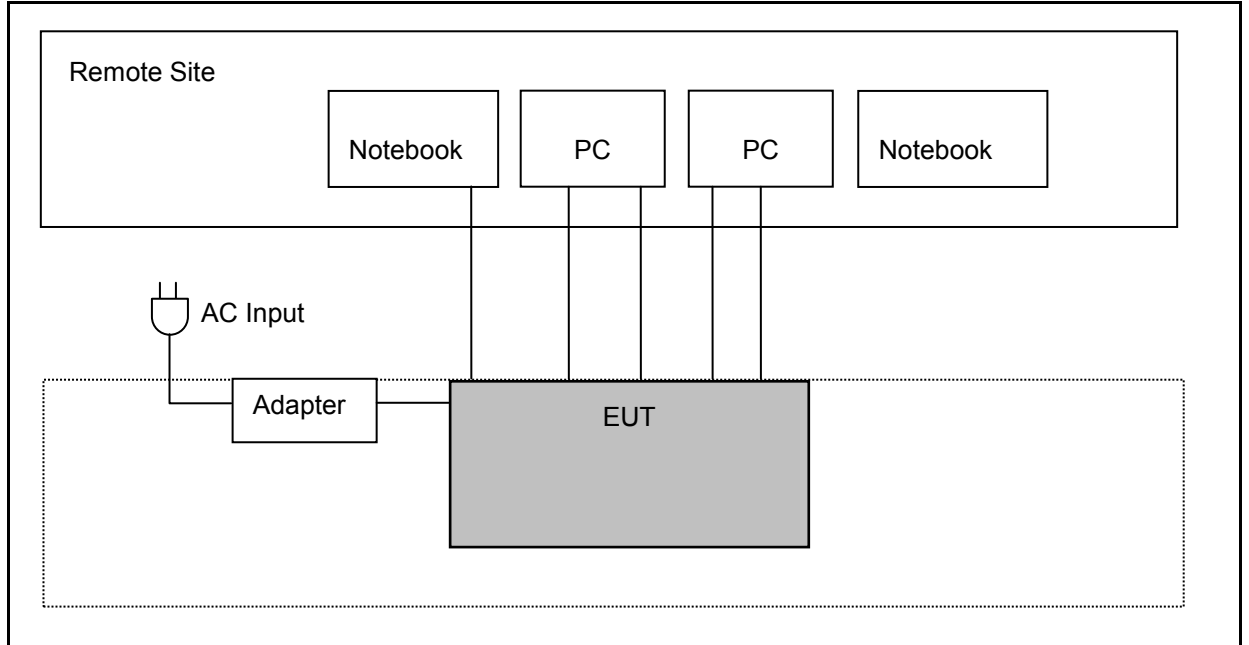 Remote Site
Notebook
PC
PC
Notebook
AC Input
Adapter
EUT